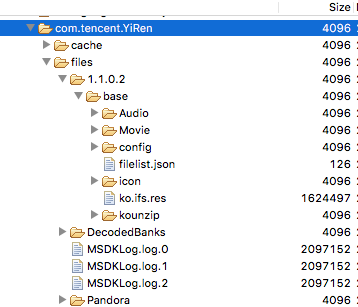 Size
com.tencent.YiRen 4096
cache 4096
files 4096
1.1.0.2 4096
base 4096
Audio 4096
Movie 4096
config 4096
filelist.json 126
icon 4096
ko.ifs.res 1624497
kounzip 4096
DecodedBanks 4096
MSDKLog.log.0 2097152
MSDKLog.log.1 2097152
MSDKLog.log.2 2097152
Pandora 4096